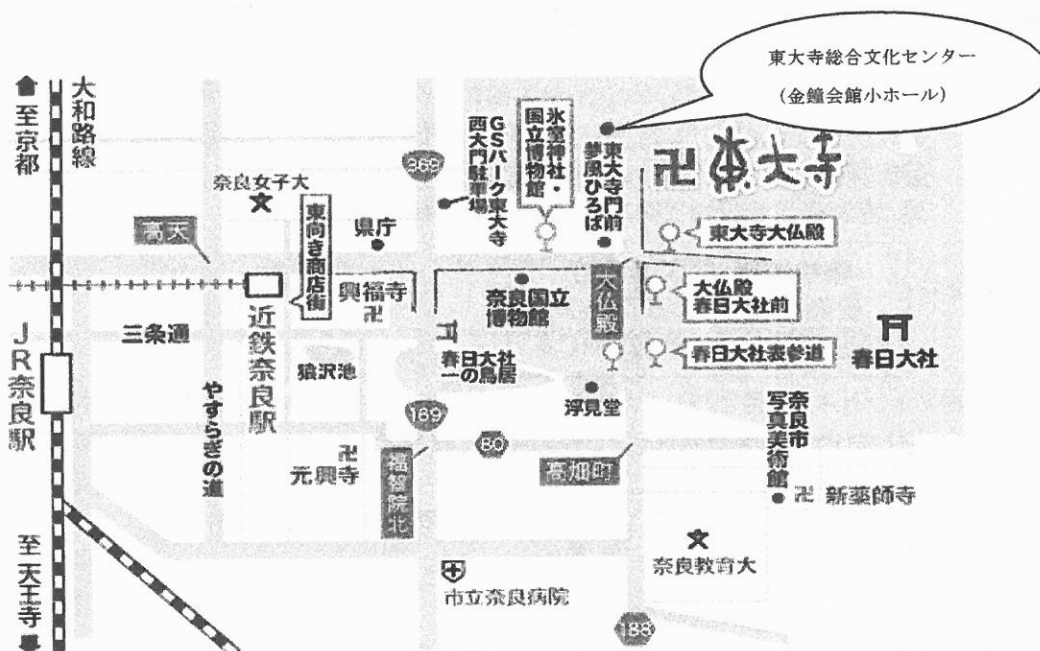 東大寺総合文化センター
(金鐘会館小ホール)
至京都
大和路線
奈良女子大
高天
東向き商店街
県庁
369
GSパーク東大寺
西大門駐車場
氷室神社・
国立博物館
東大寺門前
夢風ひろば
卍東大寺
東大寺大仏殿
大仏殿
春日大社前
大仏殿
春日大社表参道
春日大社
奈良国立
博物館
興福寺
卍
近鉄奈良駅
三条通
JR奈良駅
猿沢池
春日大社
一の鳥居
浮見堂
やすらぎの道
169
80
卍
元興寺
福智院北
高畑町
奈良市
写真美術館
卍 新薬師寺
奈良教育大
市立奈良病院
188
至天王寺